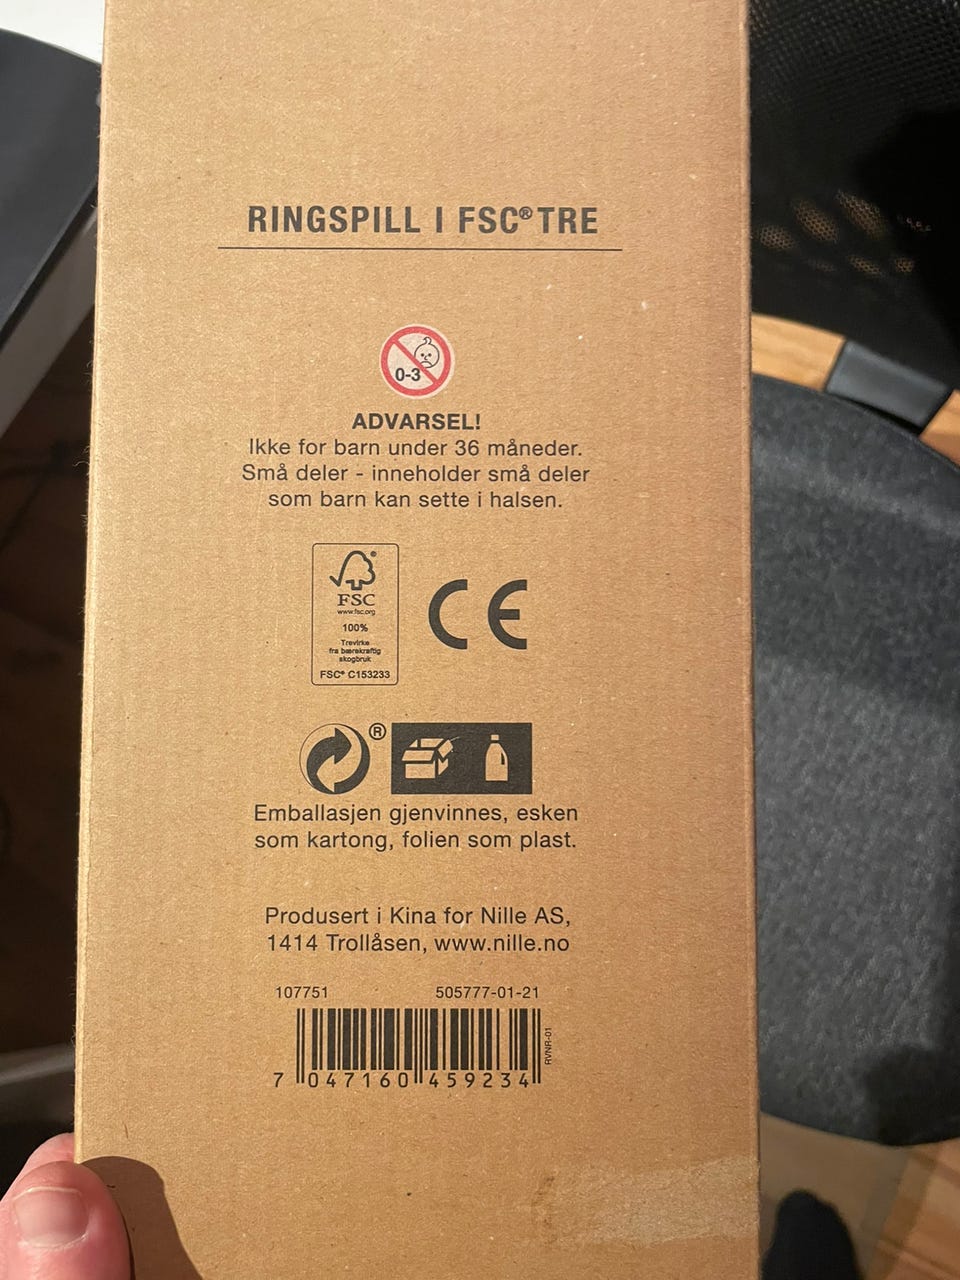 RINGSPILL I FSC® TRE
0-3
ADVARSEL!
Ikke for barn under 36 måneder.
Små deler - inneholder små deler
som barn kan sette i halsen.
®
FSC
www.fsc.org
100%
Trevirke
fra bærekraftig
skogbruk
FSC® C153233
CE
®
Emballasjen gjenvinnes, esken
som kartong, folien som plast.
Produsert i Kina for Nille AS,
1414 Trollåsen, www.nille.no
107751 505777-01-21
RVNR-01
7 047160 459234